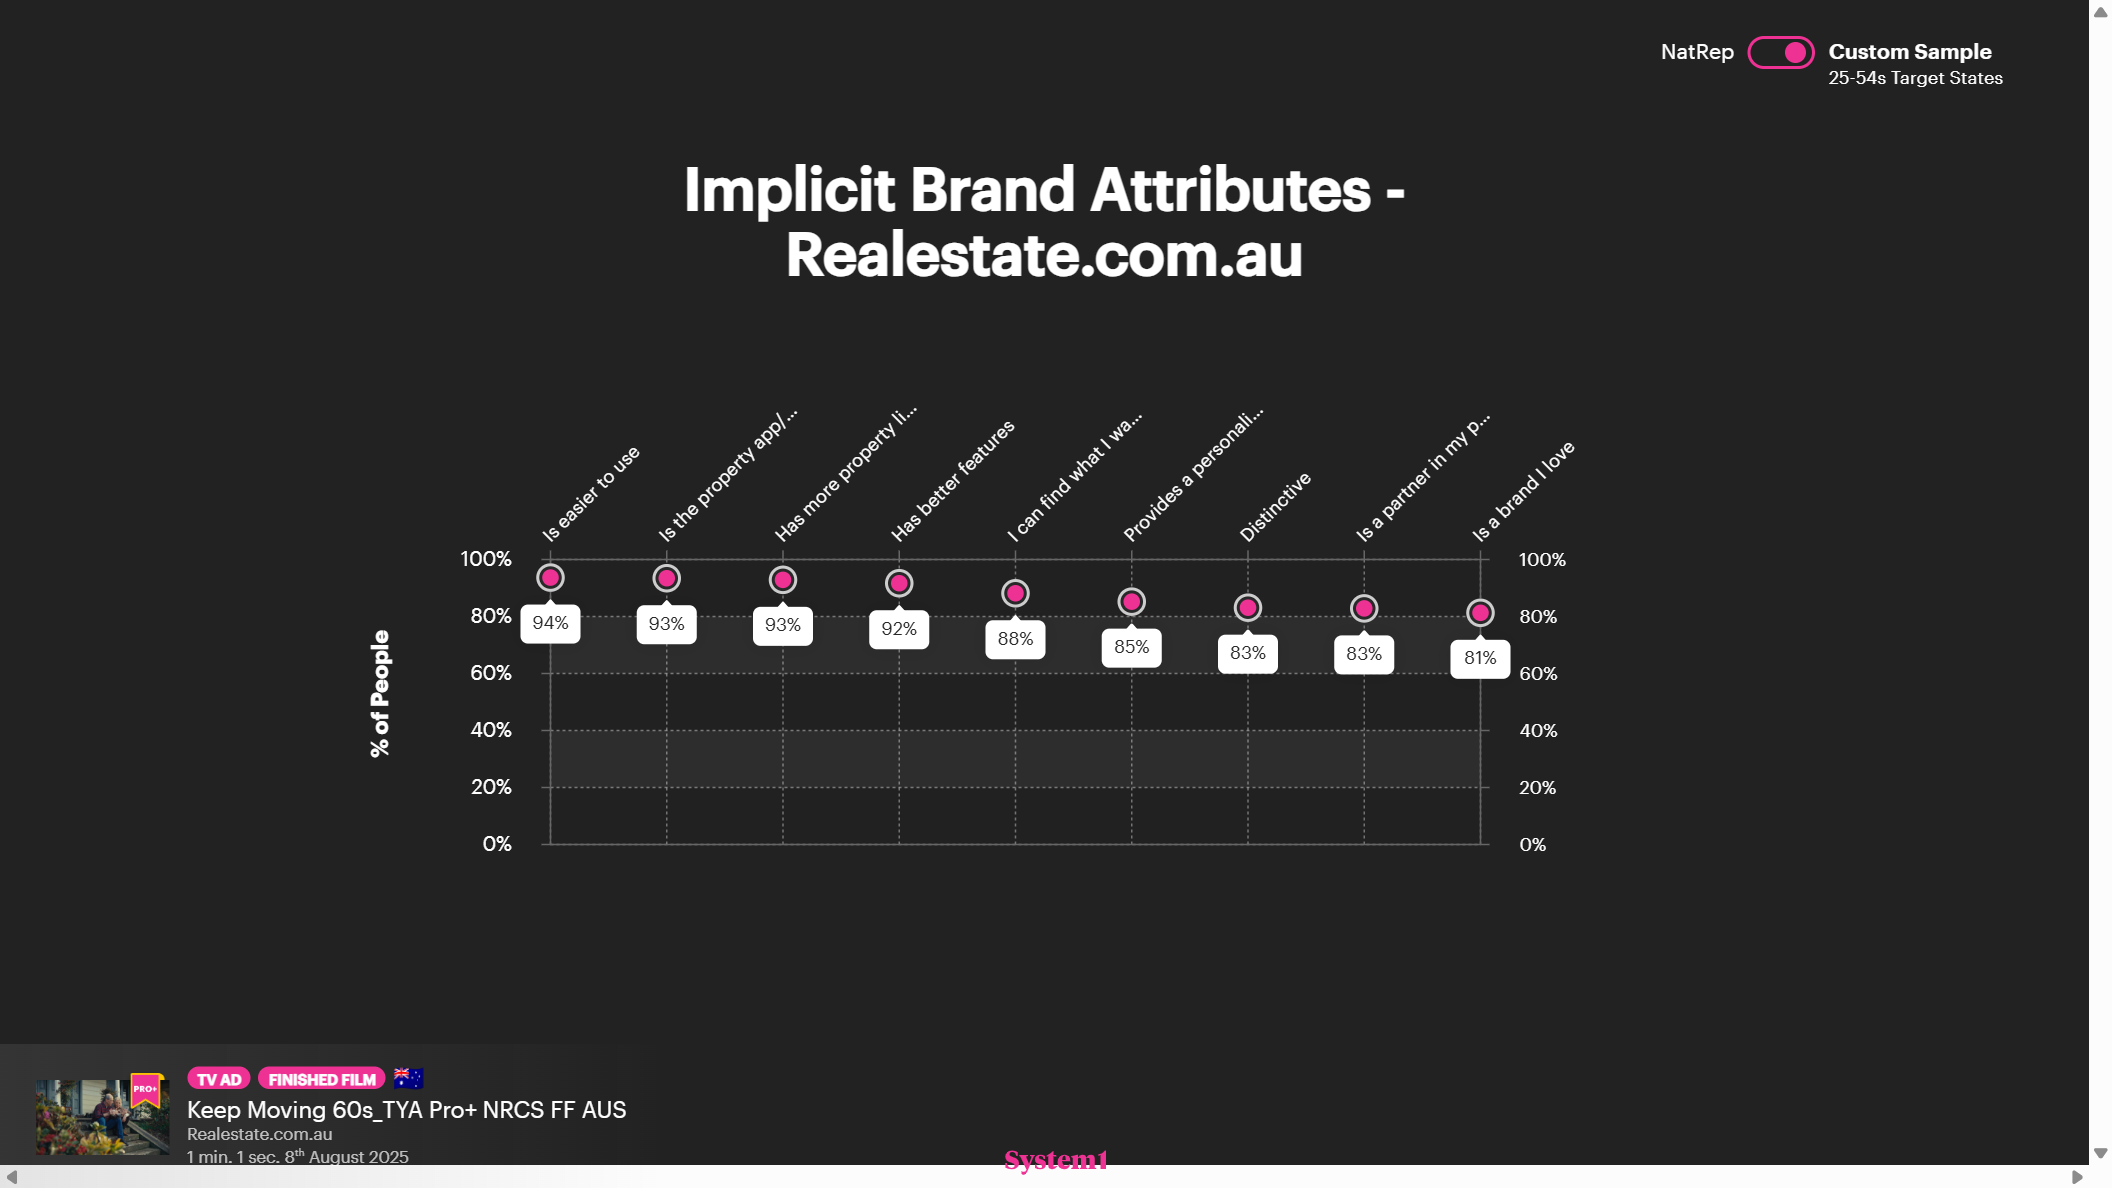 NatRep
Custom Sample
25-54s Target States
Implicit Brand Attributes -
Realestate.com.au
Is easier to use
Is the property app/...
Has more property li...
Has better features
I can find what I wa...
Provides a personali...
Distinctive
Is a partner in my p...
Is a brand I love
% of People
100%
80%
60%
40%
20%
0%
94%
93%
93%
92%
88%
85%
83%
83%
81%
100%
80%
60%
40%
20%
0%
PRO+
TV AD
FINISHED FILM
Keep Moving 60s_TYA Pro+ NRCS FF AUS
Realestate.com.au
1 min. 1 sec. 8th August 2025
System1